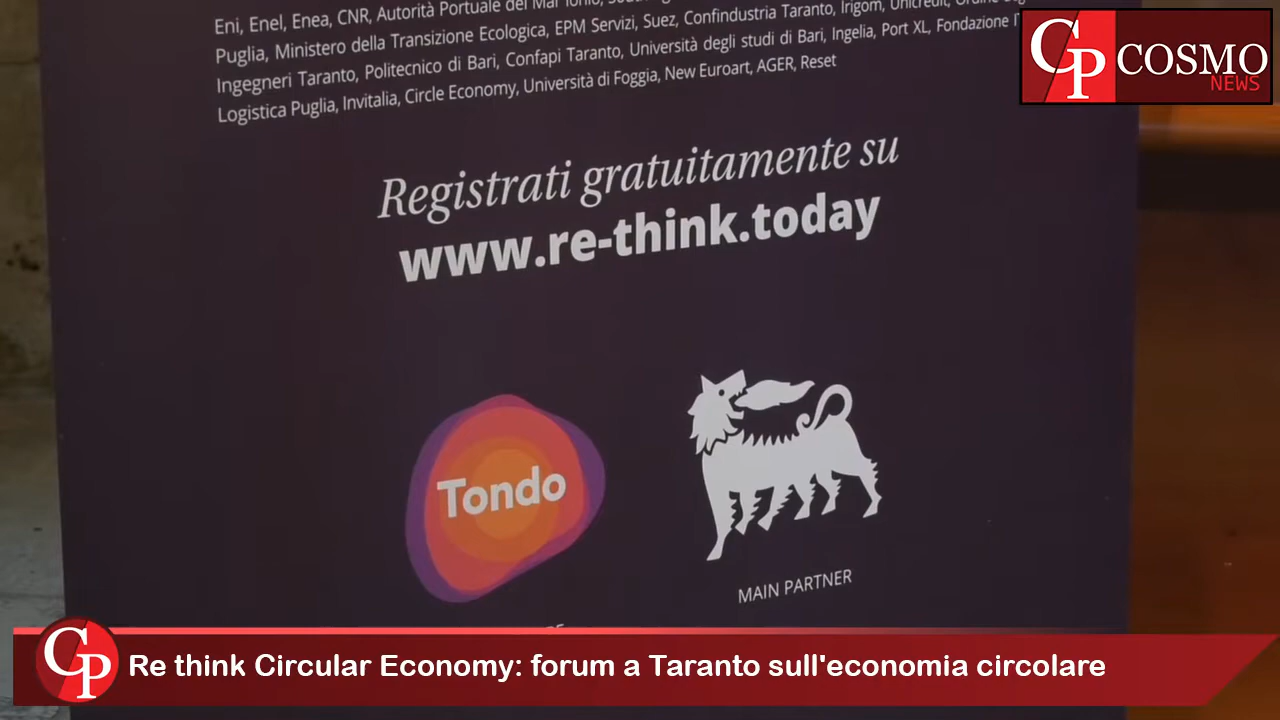 Eni, Enel, Enea, CNR, Autorità Portuale del Mar Ionio,
Puglia, Ministero della Transizione Ecologica, EPM Servizi, Suez, Confindustria Taranto, Irigom, Unicredit,
Ingegneri Taranto, Politecnico di Bari, Confapi Taranto, Università degli studi di Bari, Ingelia, Port XL, Fondazione
Logistica Puglia, Invitalia, Circle Economy, Università di Foggia, New Euroart, AGER, Reset
CP COSMO
NEWS
Registrati gratuitamente su
www.re-think.today
Tondo
MAIN PARTNER
CP Re think Circular Economy: forum a Taranto sull'economia circolare